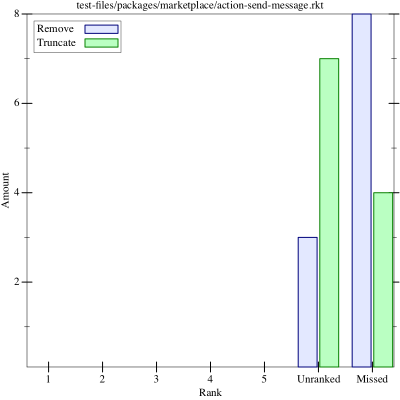 test-files/packages/marketplace/action-send-message.rkt
Remove
Truncate
8
6
4
2
Amount
1 2 3 4 5 Unranked Missed
Rank